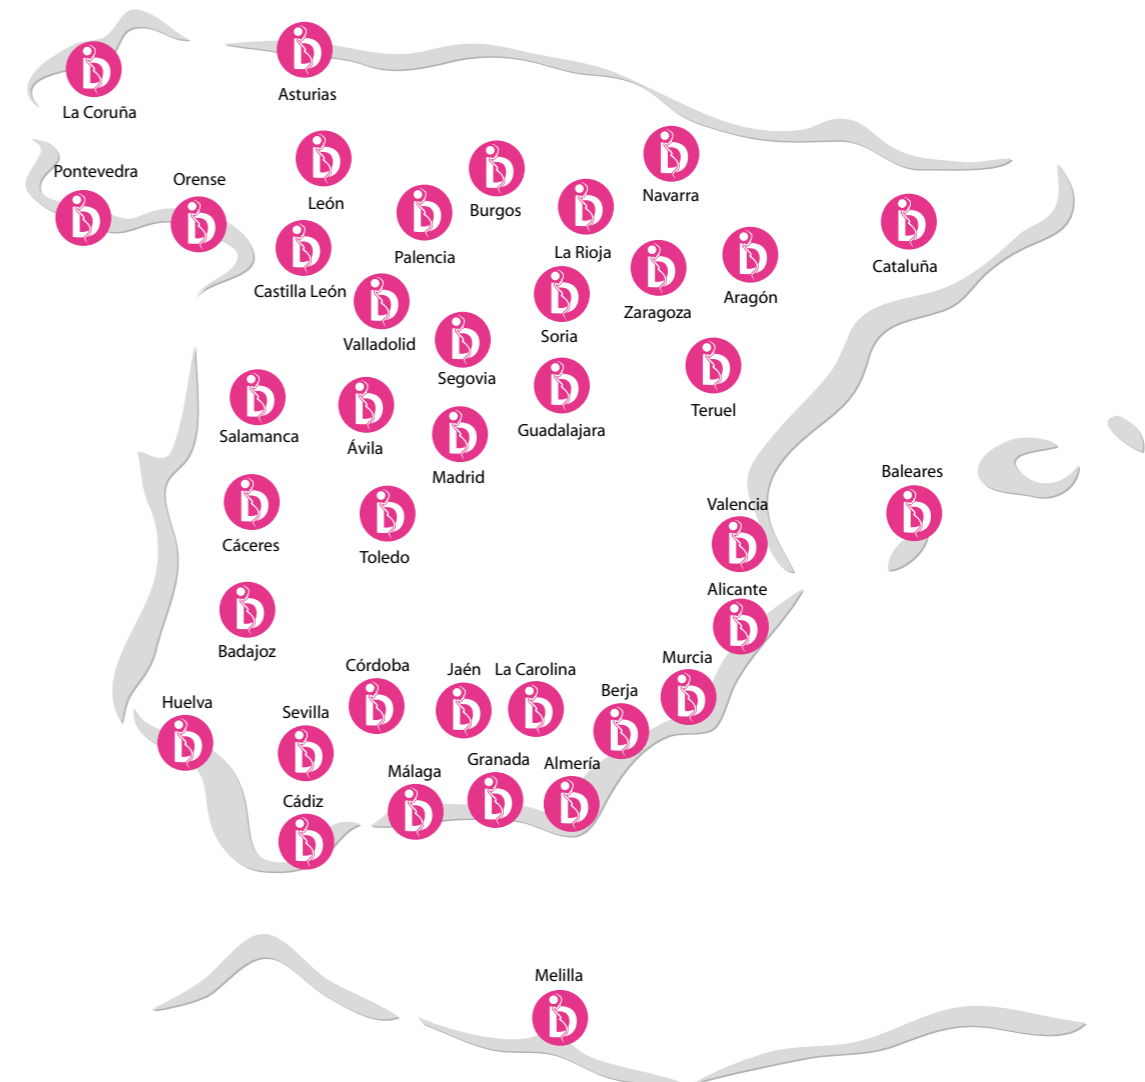 La Coruña
Asturias
Pontevedra
Orense
León
Burgos
Navarra
Palencia
La Rioja
Cataluña
Castilla León
Zaragoza
Aragón
Valladolid
Soria
Segovia
Teruel
Salamanca
Ávila
Guadalajara
Madrid
Baleares
Valencia
Cáceres
Toledo
Alicante
Badajoz
Córdoba
Jaén
La Carolina
Murcia
Huelva
Sevilla
Berja
Málaga
Granada
Almería
Cádiz
Melilla